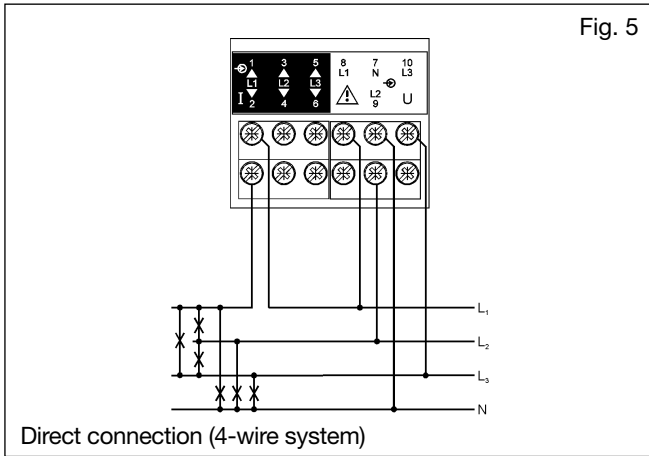 Fig. 5
1 3 5 8 7 10
L1 N L3
L1 L2 L3
L2
I 2 4 6 9 U
L₁
L₂
L₃
N
Direct connection (4-wire system)